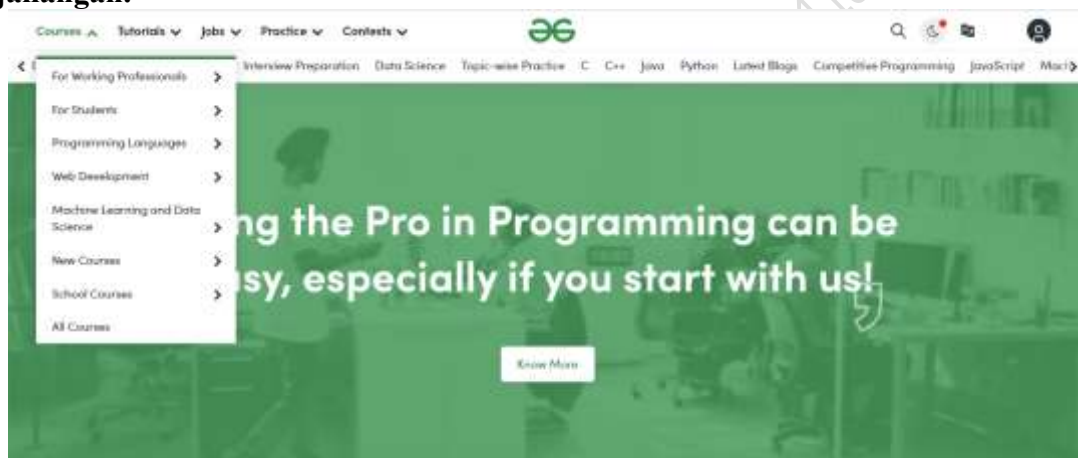 Courses Tutorials Jobs Practice Contests
Interview Preparation Data Science Topic-wise Practice C C++ Java Python Latest Blogs Competitive Programming JavaScript
For Working Professionals
For Students
Programming Languages
Web Development
Machine Learning and Data
Science
New Courses
School Courses
All Courses
the Pro in Programming can be
especially if you start with us!
Know More